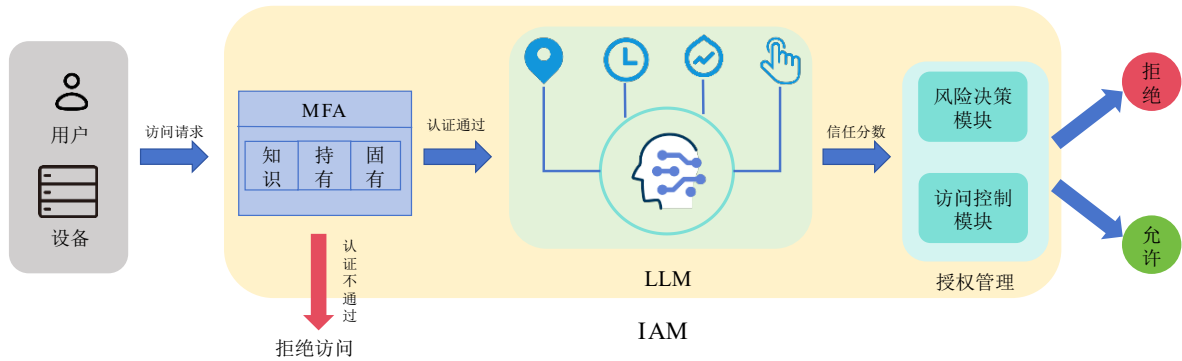 用户
设备
访问请求
MFA
知识
持有
固有
认证不通过
拒绝访问
认证通过
LLM
IAM
信任分数
风险决策
模块
访问控制
模块
授权管理
拒绝
允许